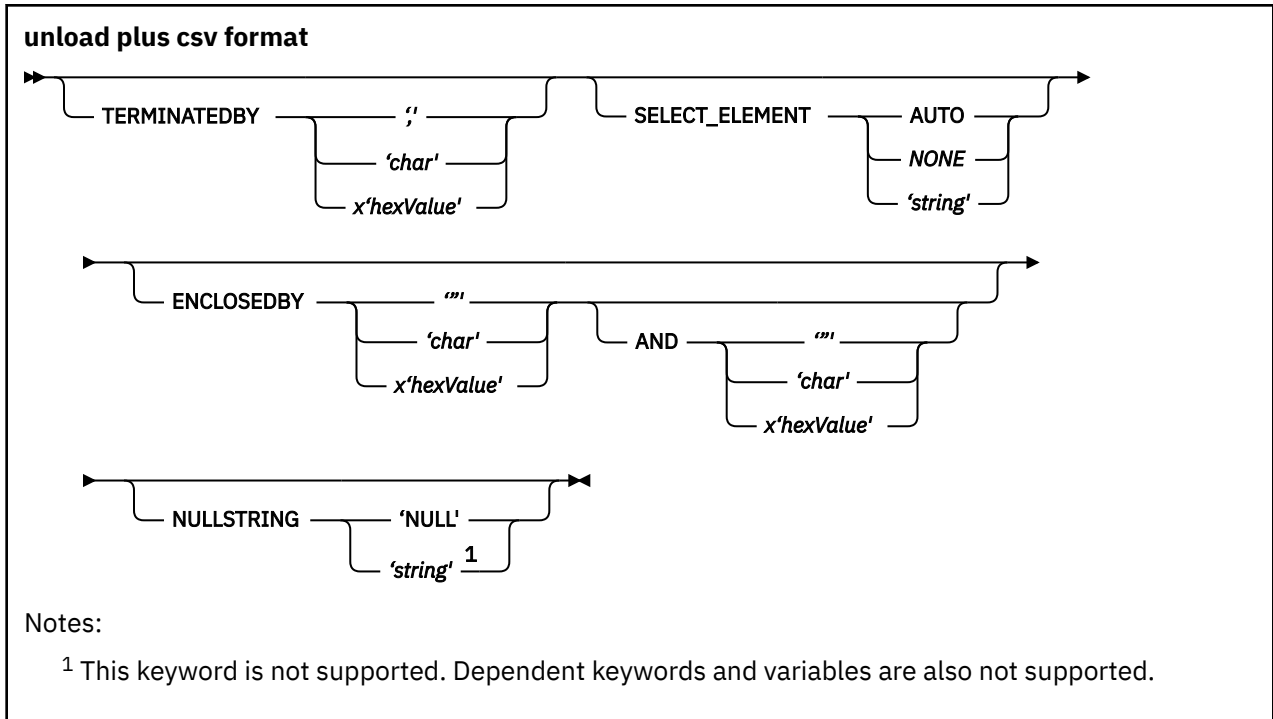 unload plus csv format
TERMINATEDBY ‘,' SELECT_ELEMENT AUTO
‘char' NONE
x‘hexValue' ‘string'
ENCLOSEDBY ‘”'
‘char' AND ‘”'
x‘hexValue' ‘char'
x‘hexValue'
NULLSTRING ‘NULL'
‘string' 1
Notes:
1 This keyword is not supported. Dependent keywords and variables are also not supported.